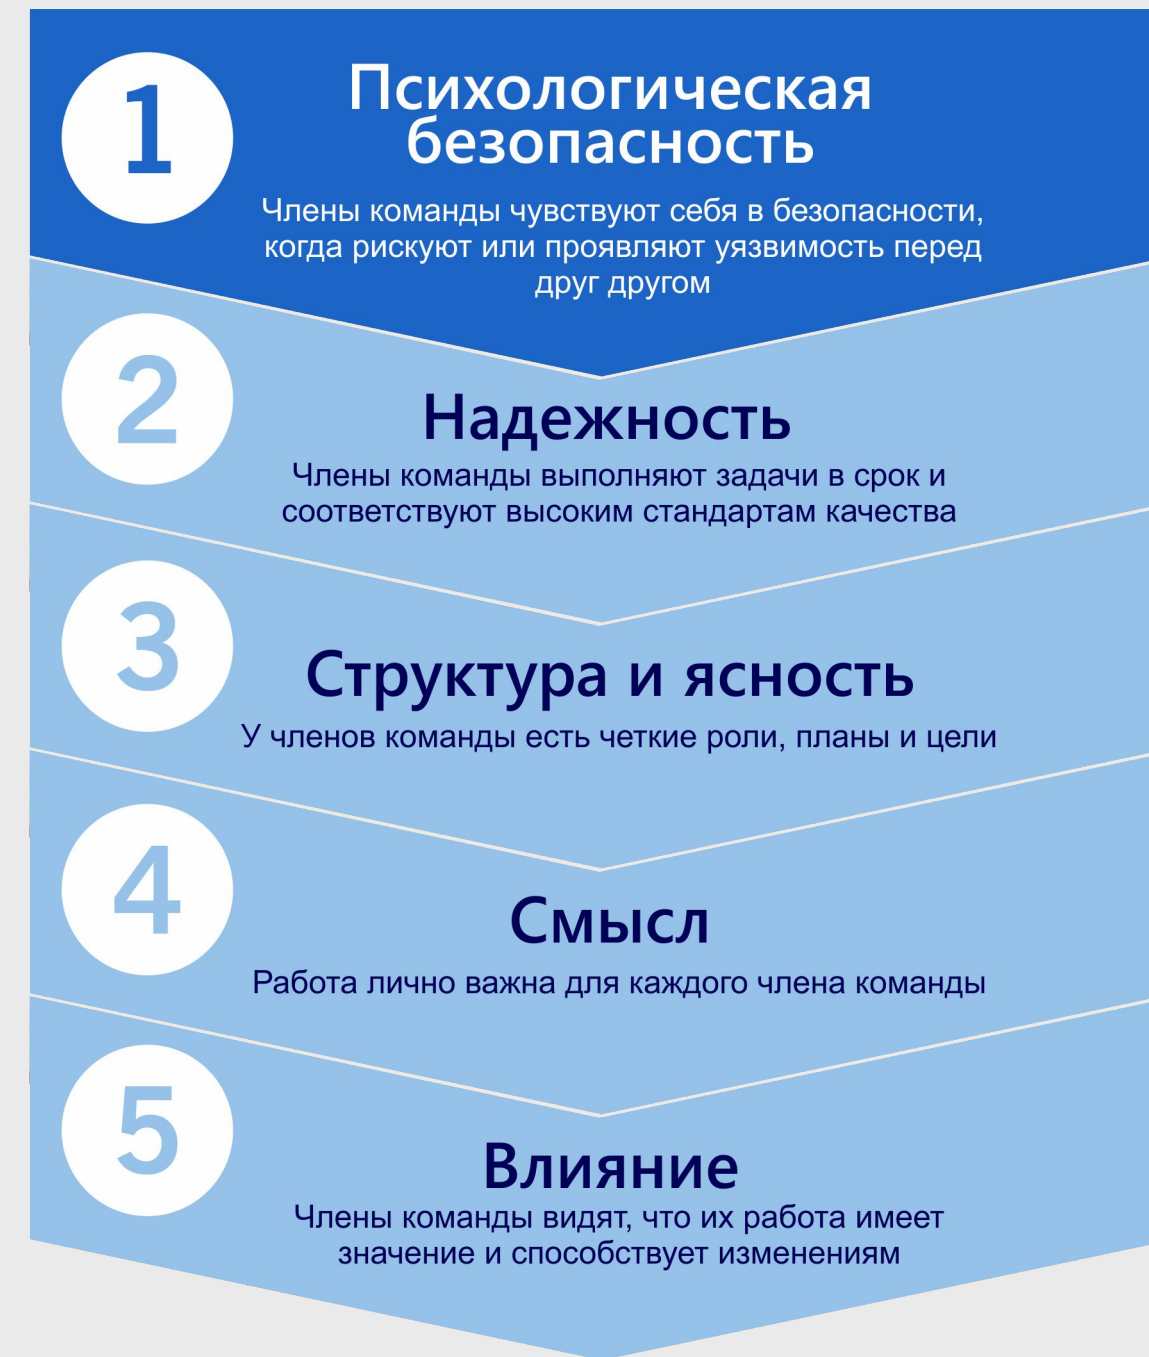 1
Психологическая
безопасность
Члены команды чувствуют себя в безопасности,
когда рискуют или проявляют уязвимость перед
друг другом
2
Надежность
Члены команды выполняют задачи в срок и
соответствуют высоким стандартам качества
3
Структура и ясность
У членов команды есть четкие роли, планы и цели
4
Смысл
Работа лично важна для каждого члена команды
5
Влияние
Члены команды видят, что их работа имеет
значение и способствует изменениям